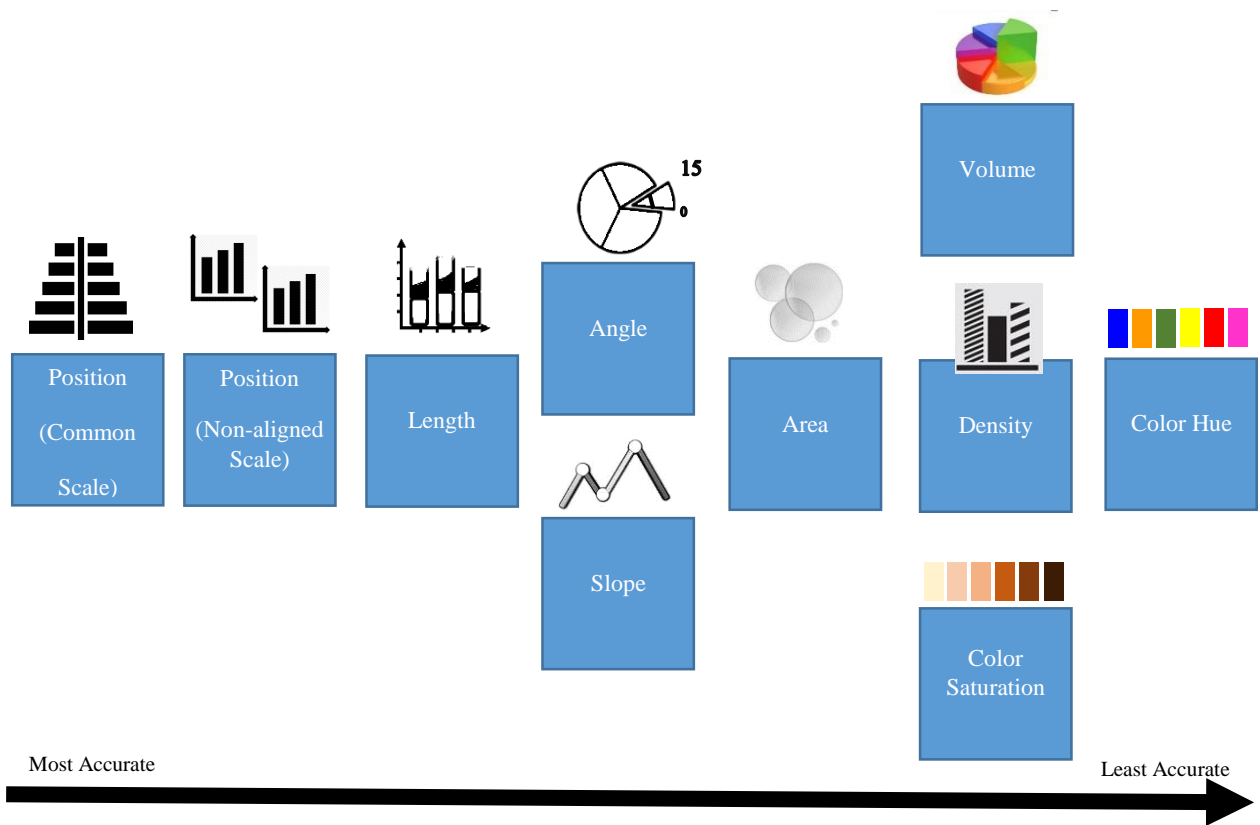 Volume
15
0
Position
(Common
Scale)
Position
(Non-aligned
Scale)
Length
Angle
Slope
Area
Density
Color
Saturation
Color Hue
Most Accurate
Least Accurate